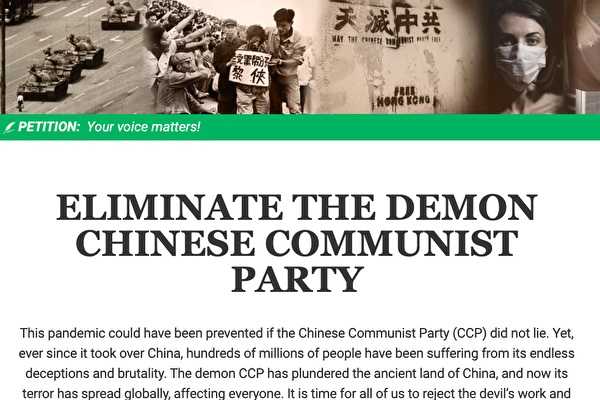 黎俠
天滅中共
MAY THE CHINESE COMMUNIST PARTY FALL
FREE
HONG KONG
PETITION: Your voice matters!
ELIMINATE THE DEMON
CHINESE COMMUNIST
PARTY
This pandemic could have been prevented if the Chinese Communist Party (CCP) did not lie. Yet,
ever since it took over China, hundreds of millions of people have been suffering from its endless
deceptions and brutality. The demon CCP has plundered the ancient land of China, and now its
terror has spread globally, affecting everyone. It is time for all of us to reject the devil's work and